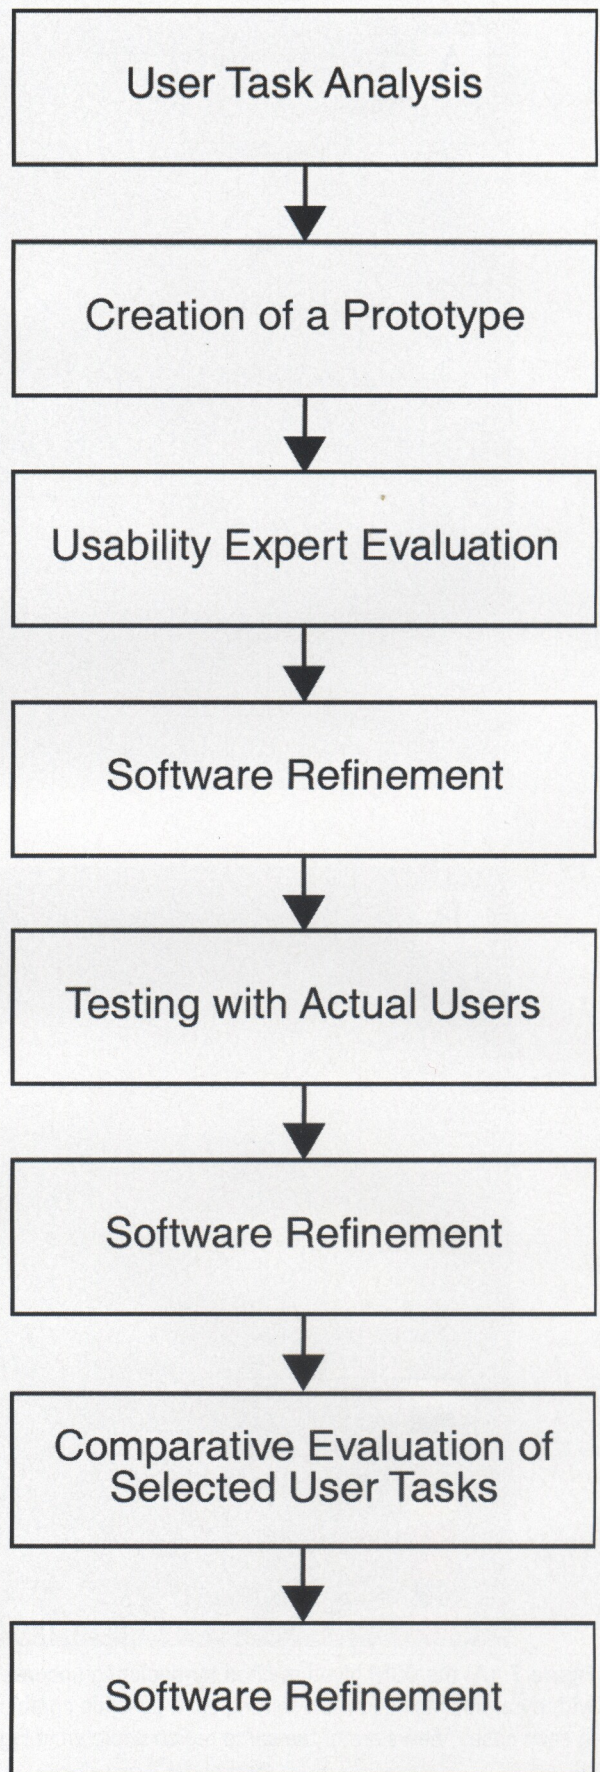 User Task Analysis
Creation of a Prototype
Usability Expert Evaluation
Software Refinement
Testing with Actual Users
Software Refinement
Comparative Evaluation of
Selected User Tasks
Software Refinement